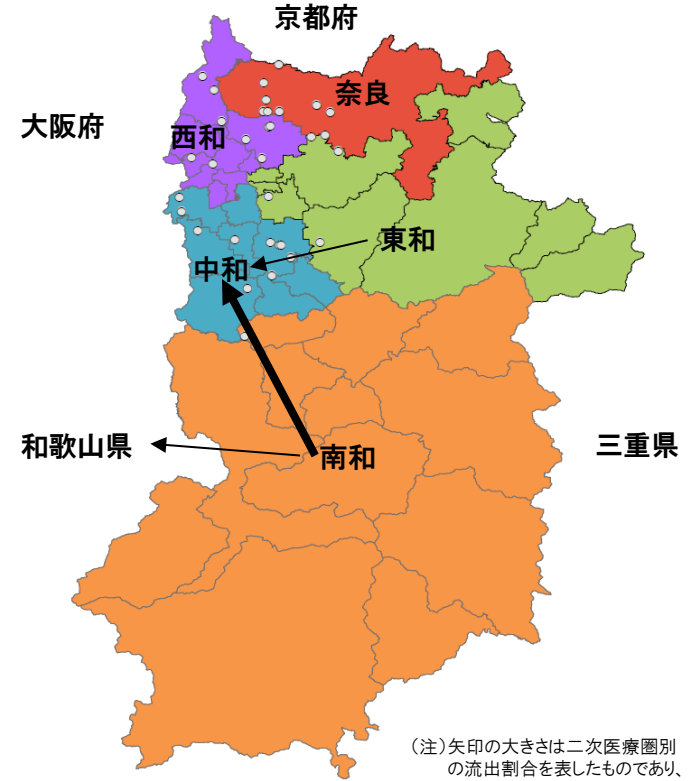 京都府
奈良
大阪府
西和
東和
中和
和歌山県
南和
三重県
（注）矢印の大きさは二次医療圏別
の流出割合を表したものであり、